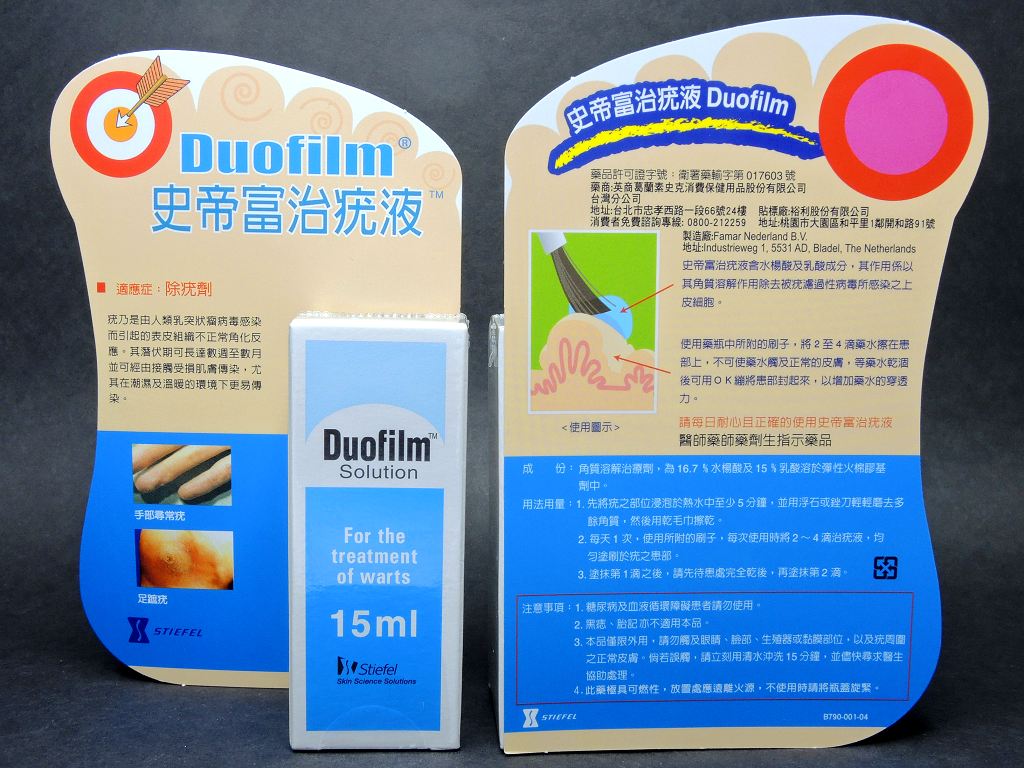 Duofilm®
史帝富治疣液™
適應症：除疣劑
疣乃是由人類乳突狀瘤病毒感染
而引起的表皮組織不正常角化反
應。其潛伏期可長達數週至數月
並可經由接觸受損肌膚傳染，尤
其在潮濕及溫暖的環境下更易傳
染。
手部尋常疣
足蹠疣
STIEFEL
Duofilm™
Solution
For the
treatment
of warts
15ml
Stiefel
Skin Science Solutions
史帝富治疣液 Duofilm
藥品許可證字號：衛署藥輸字第 017603 號
藥商:英商葛蘭素史克消費保健用品股份有限公司
台灣分公司
地址:台北市忠孝西路一段66號24樓 貼標廠:裕利股份有限公司
消費者免費諮詢專線: 0800-212259 地址:桃園市大園區和平里1鄰開和路91號
製造廠:Famar Nederland B.V.
地址:Industrieweg 1, 5531 AD, Bladel, The Netherlands
史帝富治疣液含水楊酸及乳酸成分，其作用係以
其角質溶解作用除去被疣濾過性病毒所感染之上
皮細胞。
使用藥瓶中所附的刷子，將２至４滴藥水擦在患
部上，不可使藥水觸及正常的皮膚，等藥水乾涸
後可用ＯＫ繃將患部封起來，以增加藥水的穿透
力。
<使用圖示>
請每日耐心且正確的使用史帝富治疣液
醫師藥師藥劑生指示藥品
成　份：角質溶解治療劑，為 16.7％水楊酸及 15％乳酸溶於彈性火棉膠基
劑中。
用法用量：1. 先將疣之部位浸泡於熱水中至少５分鐘，並用浮石或銼刀輕輕磨去多
餘角質，然後用乾毛巾擦乾。
2. 每天１次，使用所附的刷子，每次使用時將２～４滴治疣液，均
勻塗刷於疣之患部。
3. 塗抹第１滴之後，請先待患處完全乾後，再塗抹第２滴。
注意事項：1. 糖尿病及血液循環障礙患者請勿使用。
2. 黑痣、胎記亦不適用本品。
3. 本品僅限外用，請勿觸及眼睛、臉部、生殖器或黏膜部位，以及疣周圍
之正常皮膚。倘若誤觸，請立刻用清水沖洗 15 分鐘，並儘快尋求醫生
協助處理。
4. 此藥極具可燃性，放置處應遠離火源，不使用時請將瓶蓋旋緊。
STIEFEL
B790-001-04